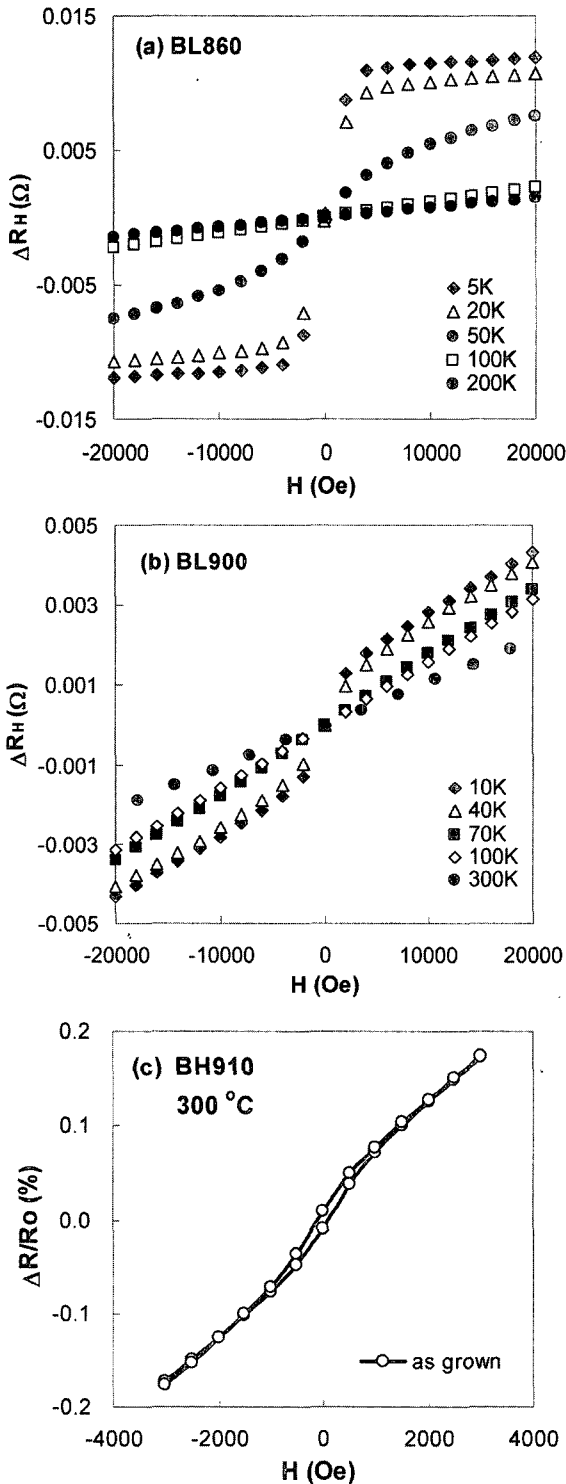 0.015
(a) BL860
0.005
ΔRH (Ω)
-0.005
-0.015
5K
20K
50K
100K
200K
-20000 -10000 0 10000 20000
H (Oe)
0.005
(b) BL900
0.003
0.001
ΔRH (Ω)
-0.001
-0.003
-0.005
10K
40K
70K
100K
300K
-20000 -10000 0 10000 20000
H (Oe)
0.2
(c) BH910
300 °C
0.1
ΔR/Ro (%)
0.0
-0.1
-0.2
as grown
-4000 -2000 0 2000 4000
H (Oe)